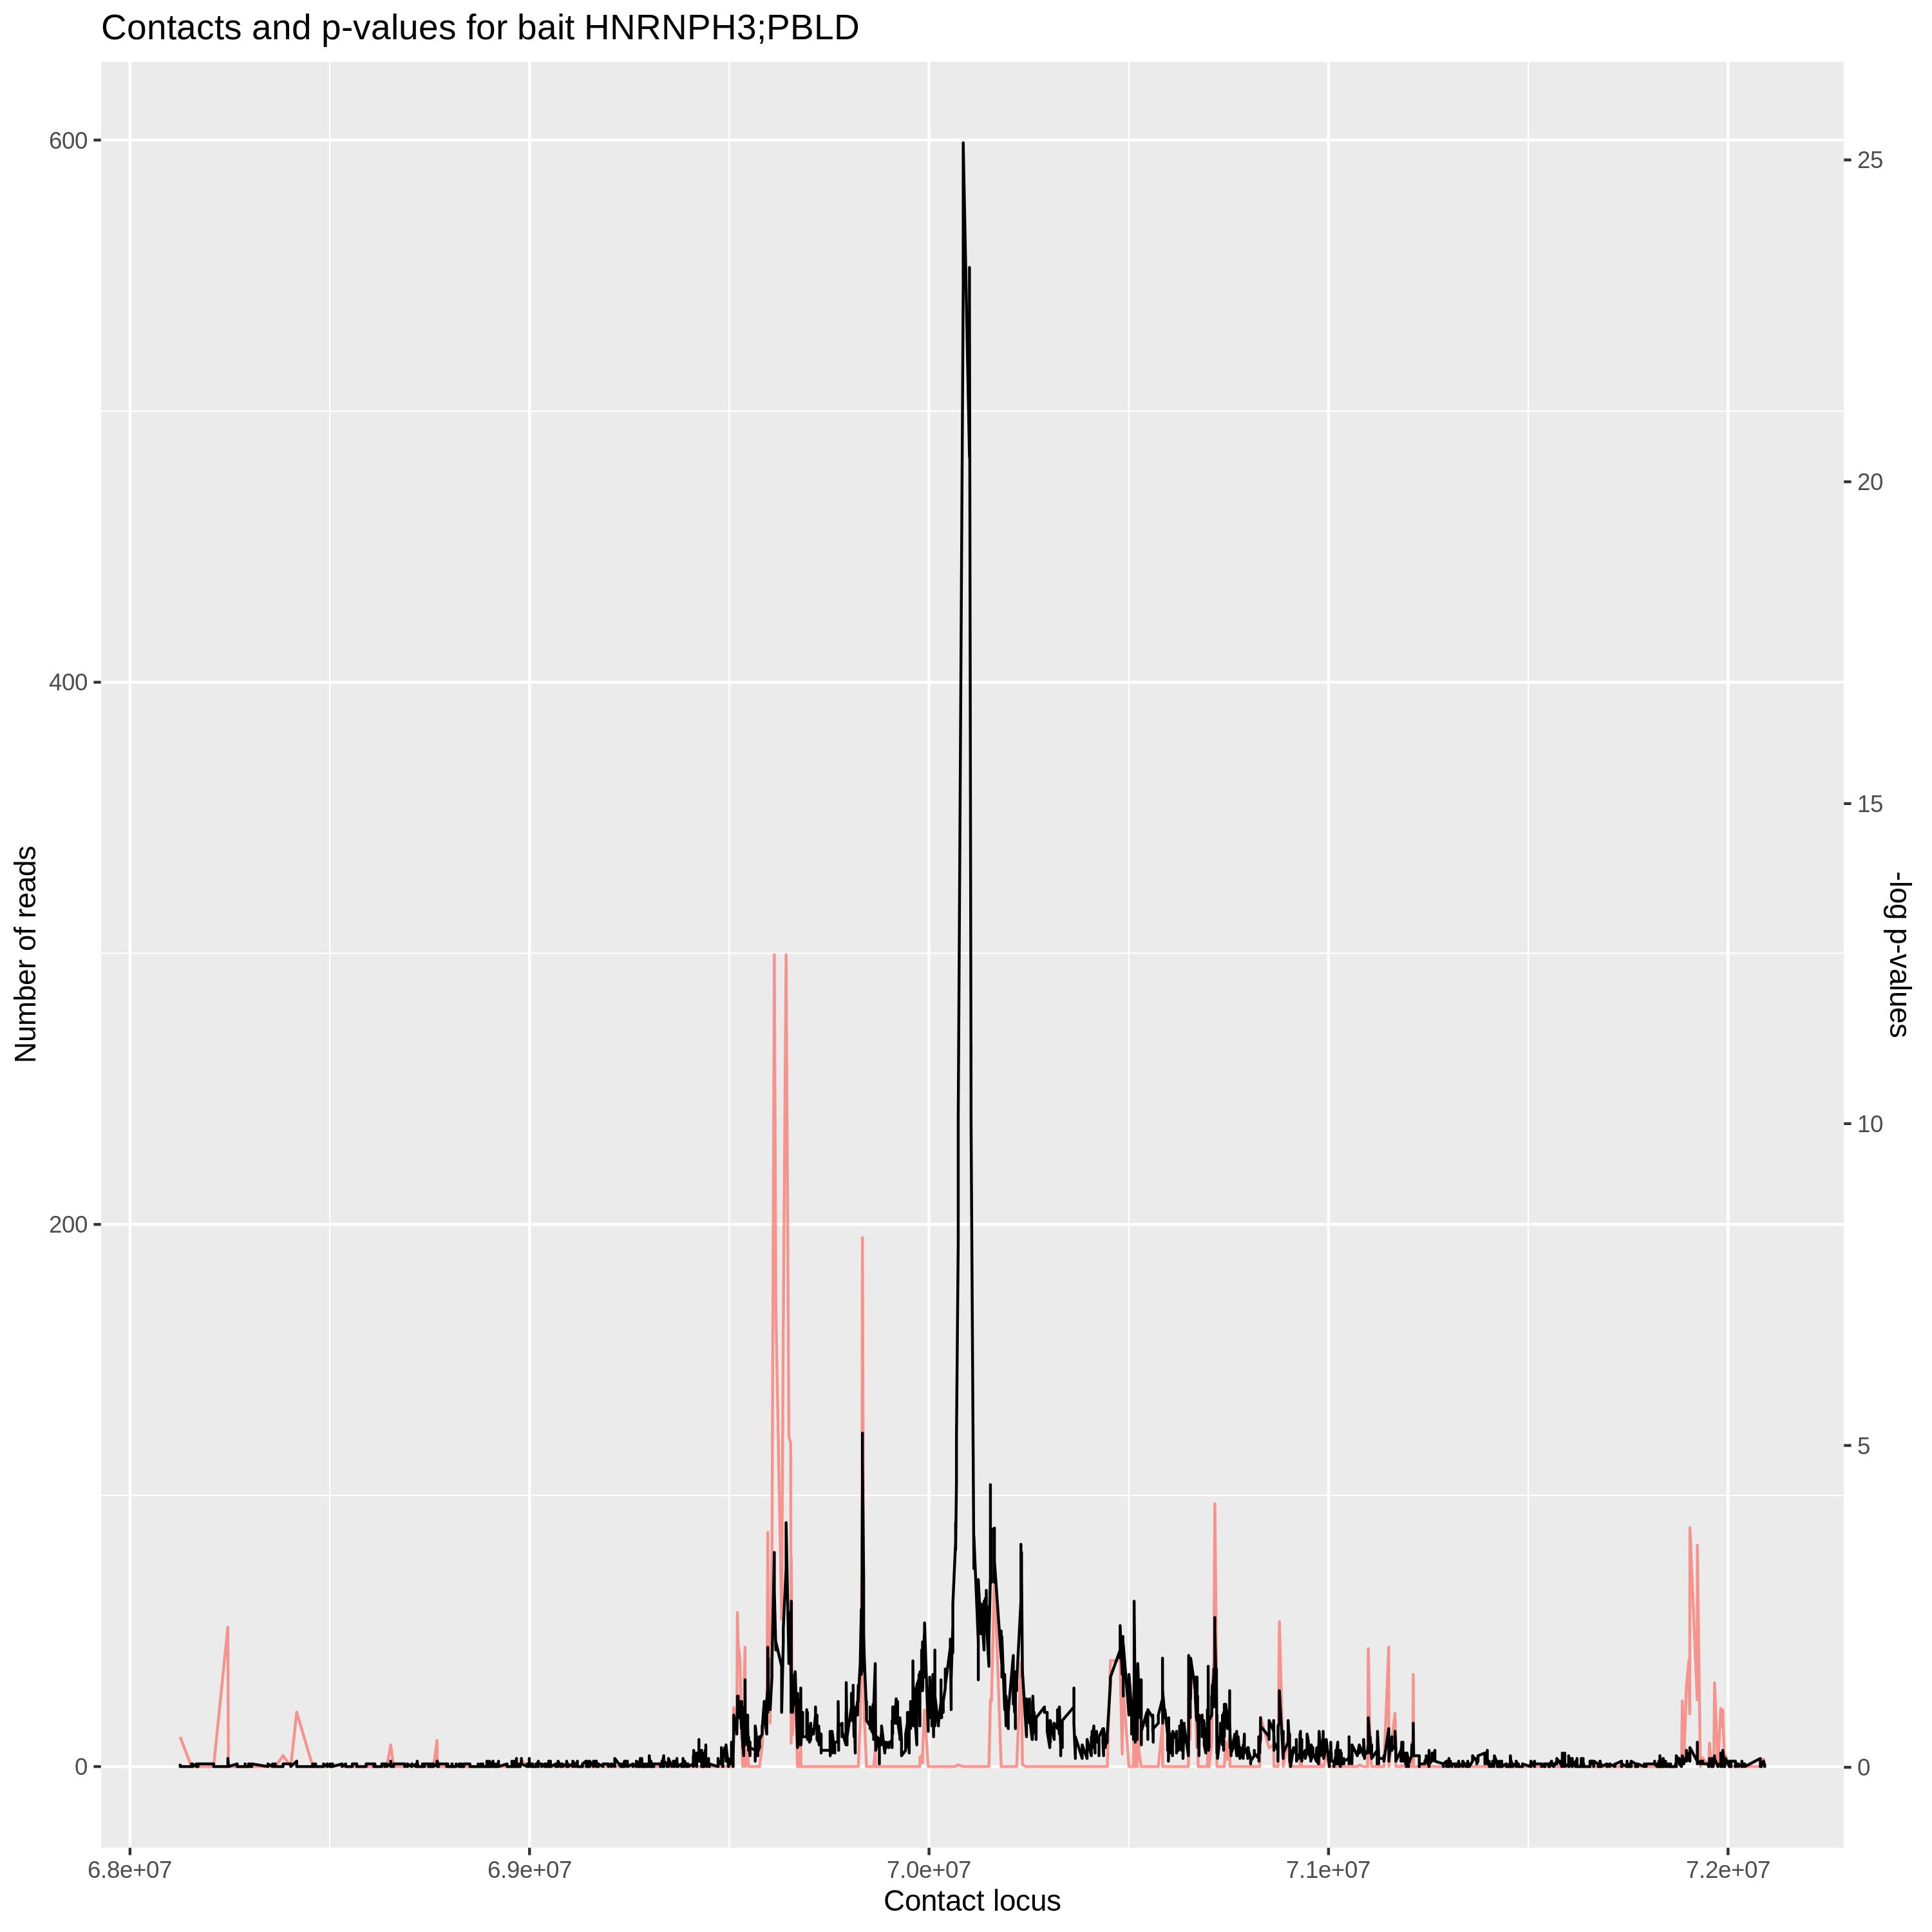 Contacts and p-values for bait HNRNPH3;PBLD
600
400
200
0
25
20
15
10
5
0
Number of reads
-log p-values
6.8e+07
6.9e+07
7.0e+07
7.1e+07
7.2e+07
Contact locus